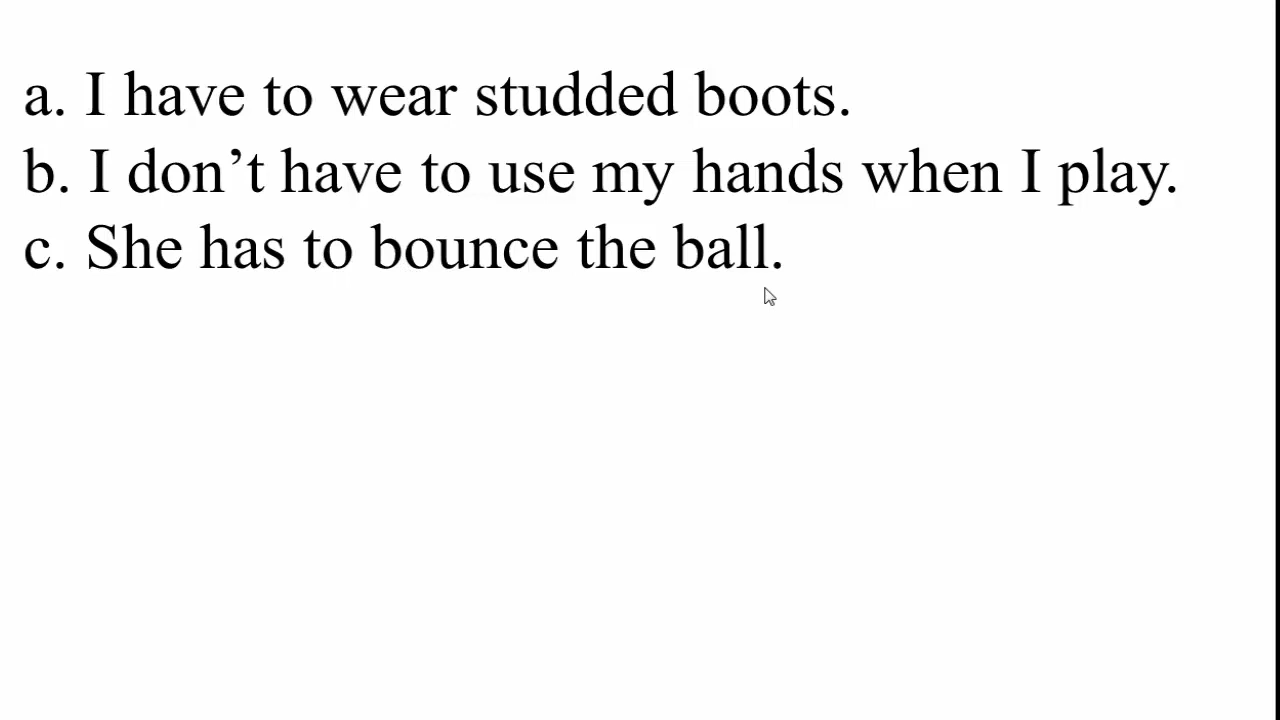 a. I have to wear studded boots.
b. I don’t have to use my hands when I play.
c. She has to bounce the ball.